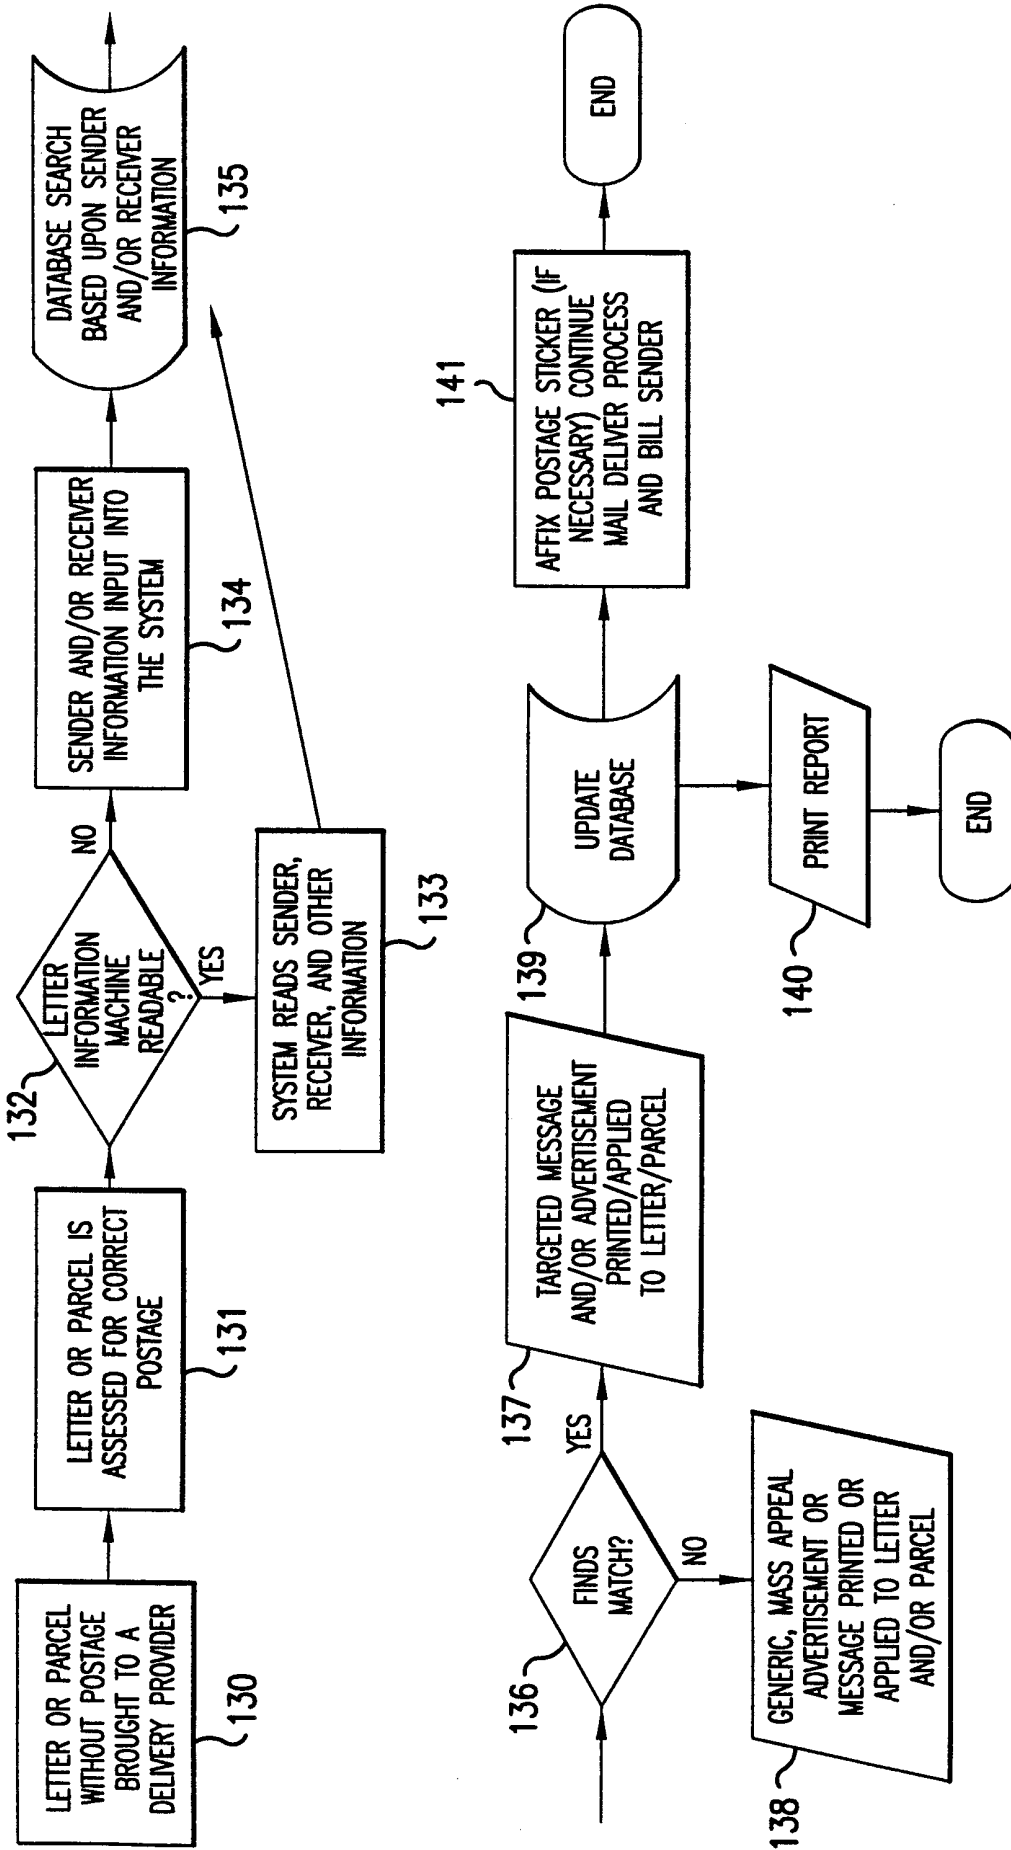 LETTER OR PARCEL
WITHOUT POSTAGE
BROUGHT TO A
DELIVERY PROVIDER
130
LETTER OR PARCEL IS
ASSESSED FOR CORRECT
POSTAGE
131
132
LETTER
INFORMATION
MACHINE
READABLE
?
NO
YES
SYSTEM READS SENDER,
RECEIVER, AND OTHER
INFORMATION
133
SENDER AND/OR RECEIVER
INFORMATION INPUT INTO
THE SYSTEM
134
DATABASE SEARCH
BASED UPON SENDER
AND/OR RECEIVER
INFORMATION
135
136
FINDS
MATCH?
YES
NO
GENERIC, MASS APPEAL
ADVERTISEMENT OR
MESSAGE PRINTED OR
APPLIED TO LETTER
AND/OR PARCEL
138
137
TARGETED MESSAGE
AND/OR ADVERTISEMENT
PRINTED/APPLIED
TO LETTER/PARCEL
139
UPDATE
DATABASE
140
PRINT REPORT
END
141
AFFIX POSTAGE STICKER (IF
NECESSARY) CONTINUE
MAIL DELIVER PROCESS
AND BILL SENDER
END